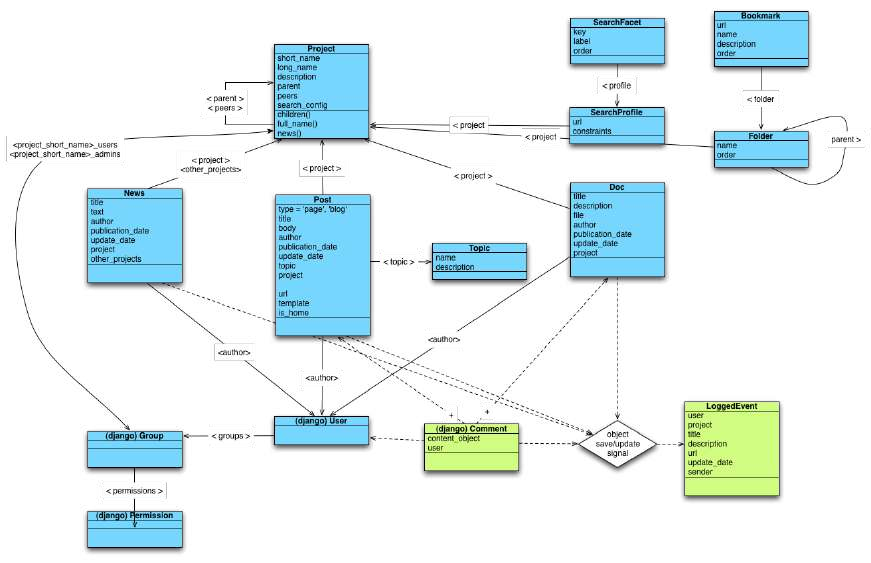 SearchFacet
key
label
order
Bookmark
url
name
description
order
Project
short_name
long_name
description
parent
peers
search_config
children()
full_name()
news()
< parent >
< peers >
< profile
< folder
SearchProfile
url
constraints
< project
< project
Folder
name
order
parent >
<project_short_name>_users
<project_short_name>_admins
< project >
<other_projects>
< project >
< project >
News
title
text
author
publication_date
update_date
project
other_projects
Post
type = 'page', 'blog'
title
body
author
publication_date
update_date
topic
project
url
template
is_home
Doc
title
description
file
author
publication_date
update_date
project
< topic >
Topic
name
description
<author>
<author>
<author>
(django) Group
< groups >
(django) User
+
+
(django) Comment
content_object
user
object
save/update
signal
LoggedEvent
user
project
title
description
url
update_date
sender
< permissions >
(django) Permission